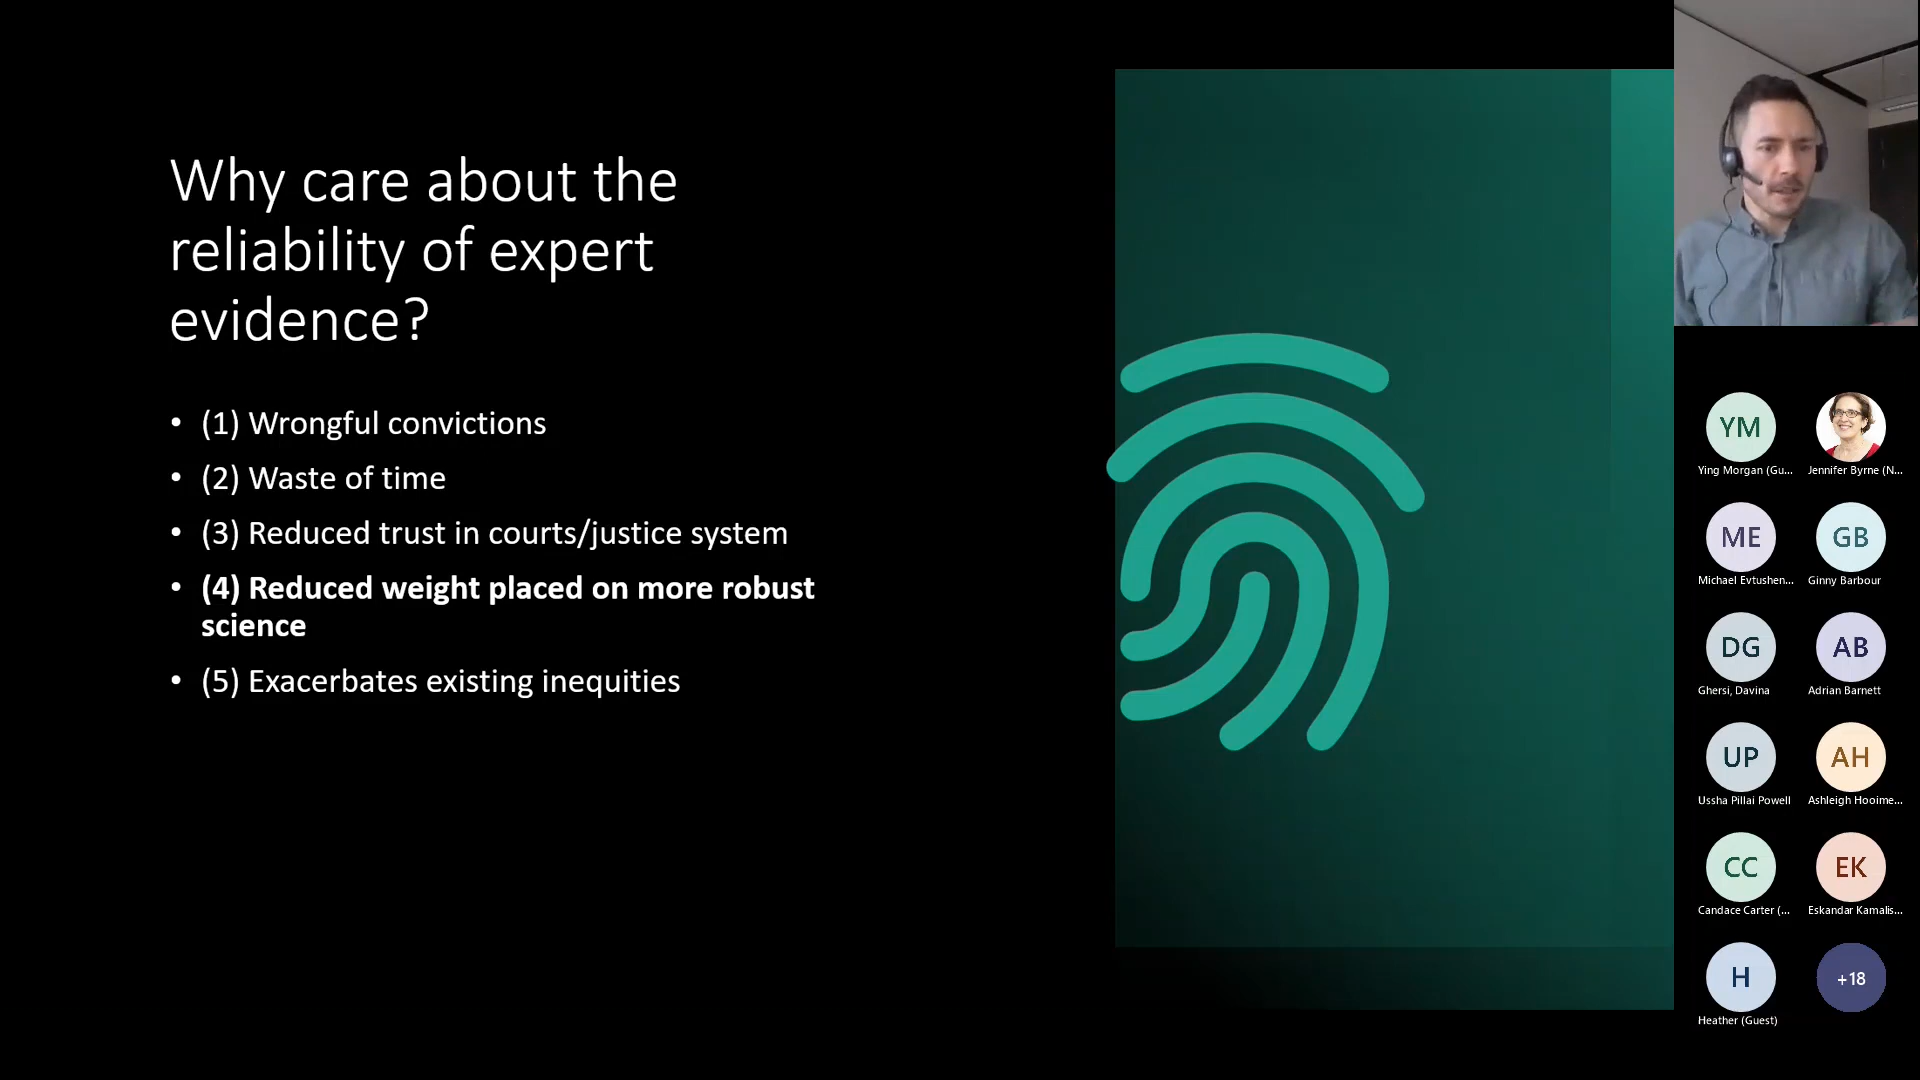 Why care about the
reliability of expert
evidence?
• (1) Wrongful convictions
• (2) Waste of time
• (3) Reduced trust in courts/justice system
• (4) Reduced weight placed on more robust
science
• (5) Exacerbates existing inequities
YM
Ying Morgan (Gu...
Jennifer Byrne (N...
ME
Michael Evtushen...
GB
Ginny Barbour
DG
Ghersi, Davina
AB
Adrian Barnett
UP
Ussha Pillai Powell
AH
Ashleigh Hooime...
CC
Candace Carter (...
EK
Eskandar Kamalis...
H
Heather (Guest)
+18